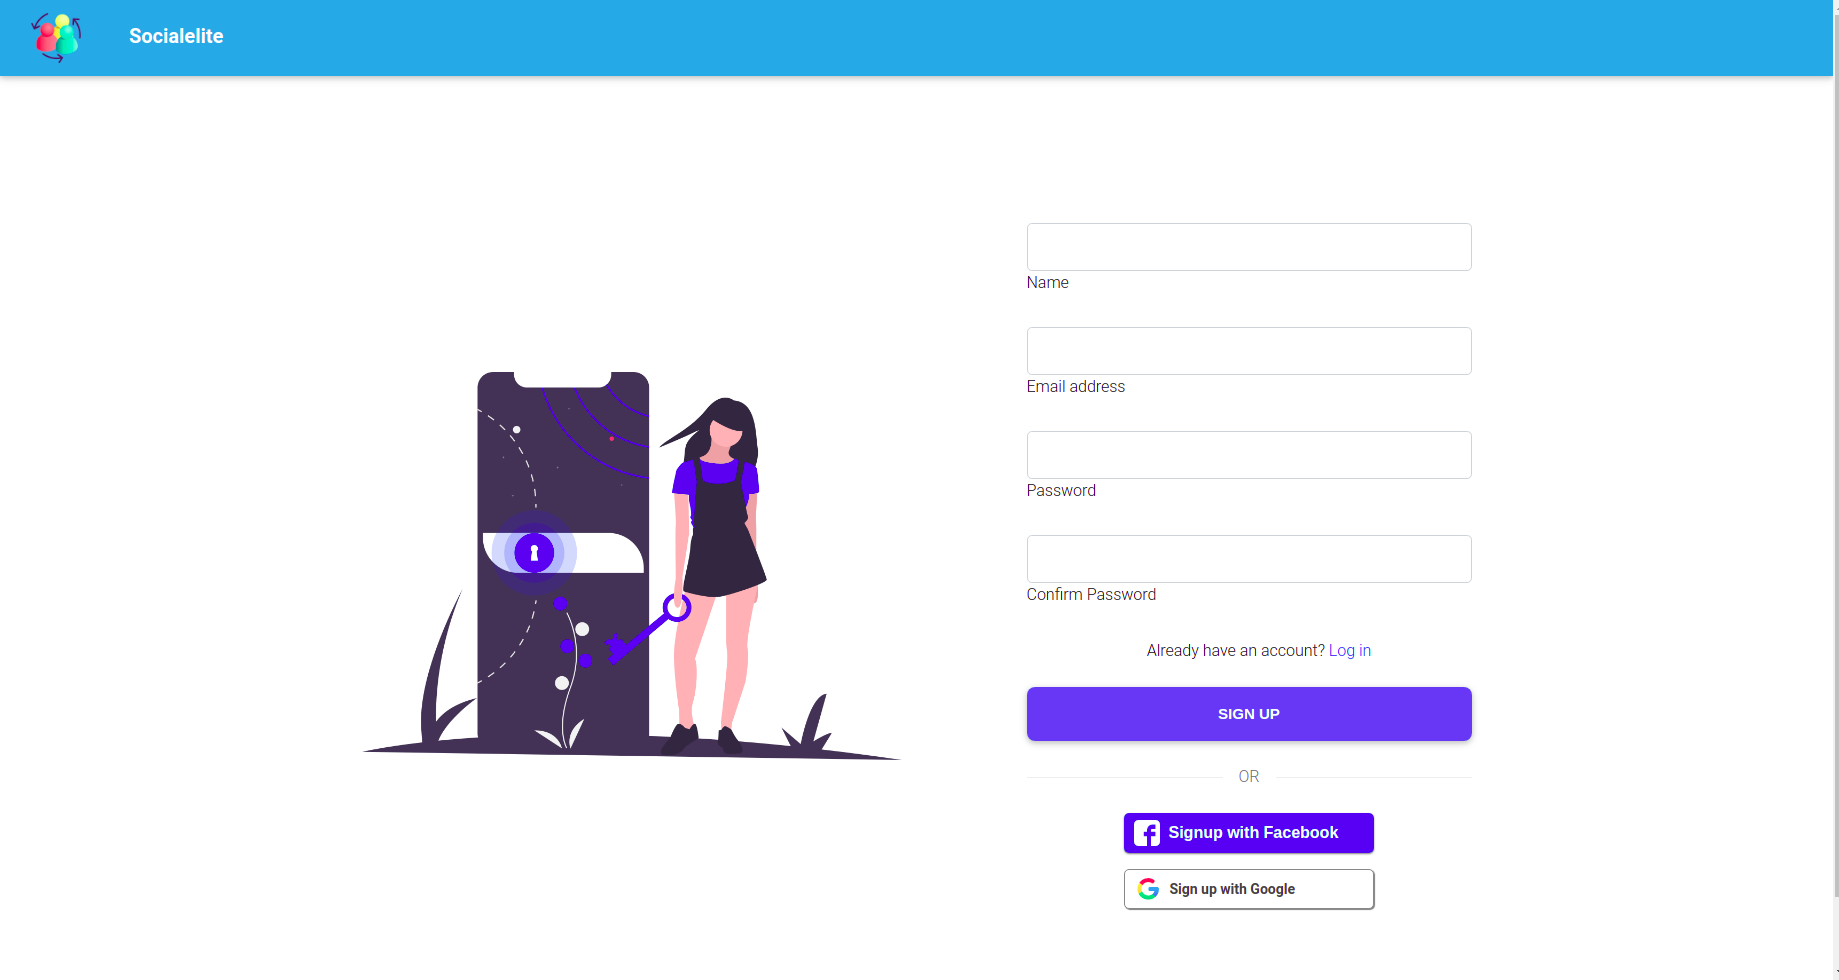 Socialelite
Name
Email address
Password
Confirm Password
Already have an account? Log in
SIGN UP
OR
Signup with Facebook
Sign up with Google